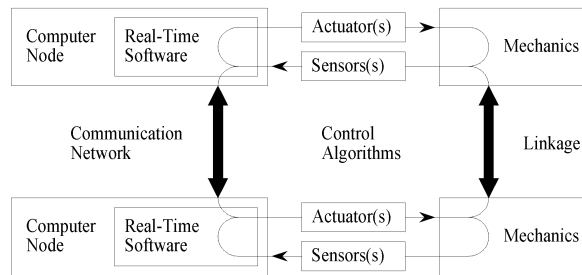 Computer
Node
Real-Time
Software
Actuator(s)
Sensors(s)
Mechanics
Communication
Network
Control
Algorithms
Linkage
Computer
Node
Real-Time
Software
Actuator(s)
Sensors(s)
Mechanics